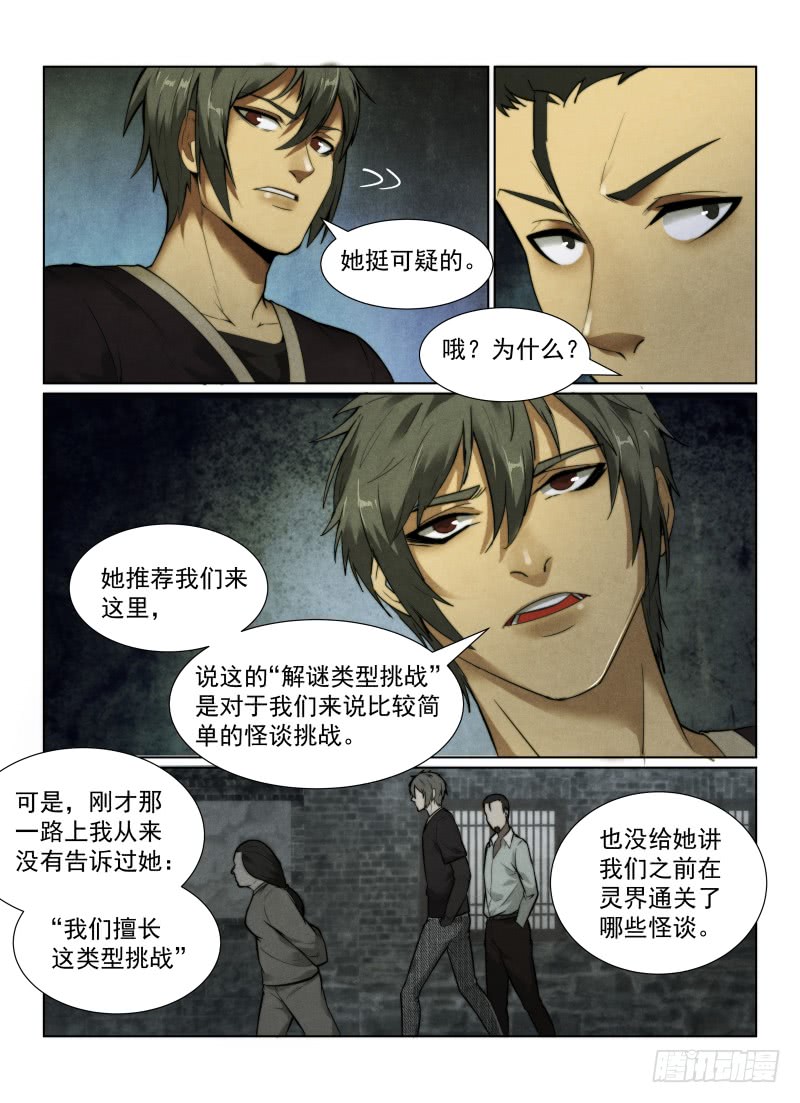 她挺可疑的。
哦？为什么？
她推荐我们来
这里，
说这的“解谜类型挑战”
是对于我们来说比较简
单的怪谈挑战。
可是，刚才那
一路上我从来
没有告诉过她：
“我们擅长
这类型挑战”
也没给她讲
我们之前在
灵界通关了
哪些怪谈。
腾讯动漫